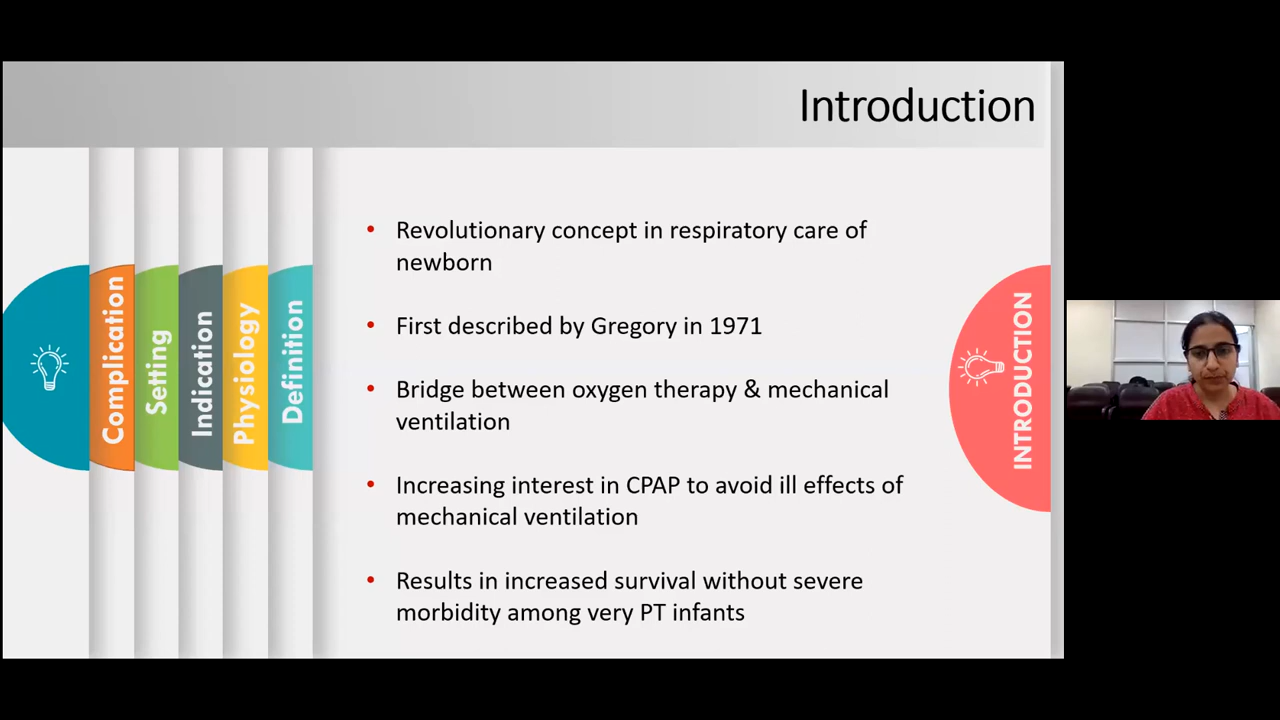 Introduction
Complication
Setting
Indication
Physiology
Definition
• Revolutionary concept in respiratory care of
newborn
• First described by Gregory in 1971
• Bridge between oxygen therapy & mechanical
ventilation
• Increasing interest in CPAP to avoid ill effects of
mechanical ventilation
• Results in increased survival without severe
morbidity among very PT infants
INTRODUCTION